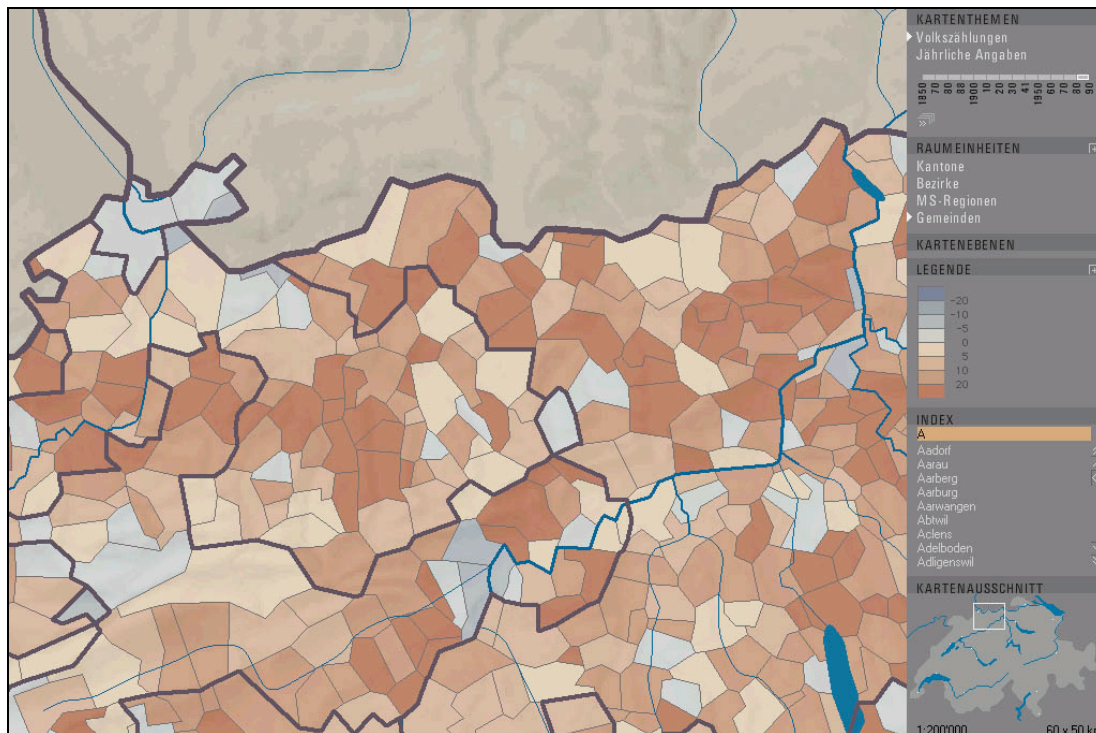 KARTENTHEMEN
Volkszählungen
Jährliche Angaben
1850 70 80 88 1900 10 20 30 41 1950 60 70 80 90
RAUMEINHEITEN
Kantone
Bezirke
MS-Regionen
Gemeinden
KARTENEBENEN
LEGENDE
-20
-10
-5
0
5
10
20
INDEX
A
Aadorf
Aarau
Aarberg
Aarburg
Aarwangen
Abtwil
Aclens
Adelboden
Adligenswil
KARTENAUSSCHNITT
1:200'000 60 x 50 k